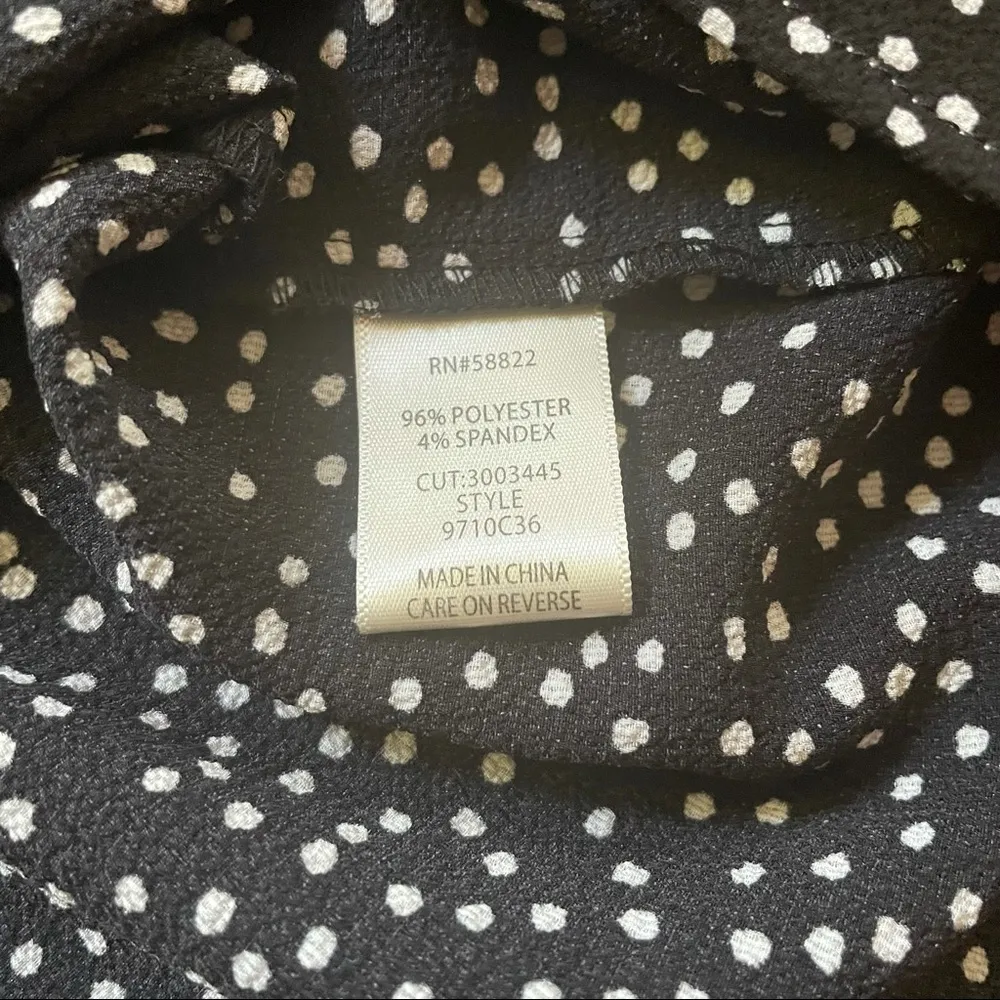 RN#58822
96% POLYESTER
4% SPANDEX
CUT:3003445
STYLE
9710C36
MADE IN CHINA
CARE ON REVERSE